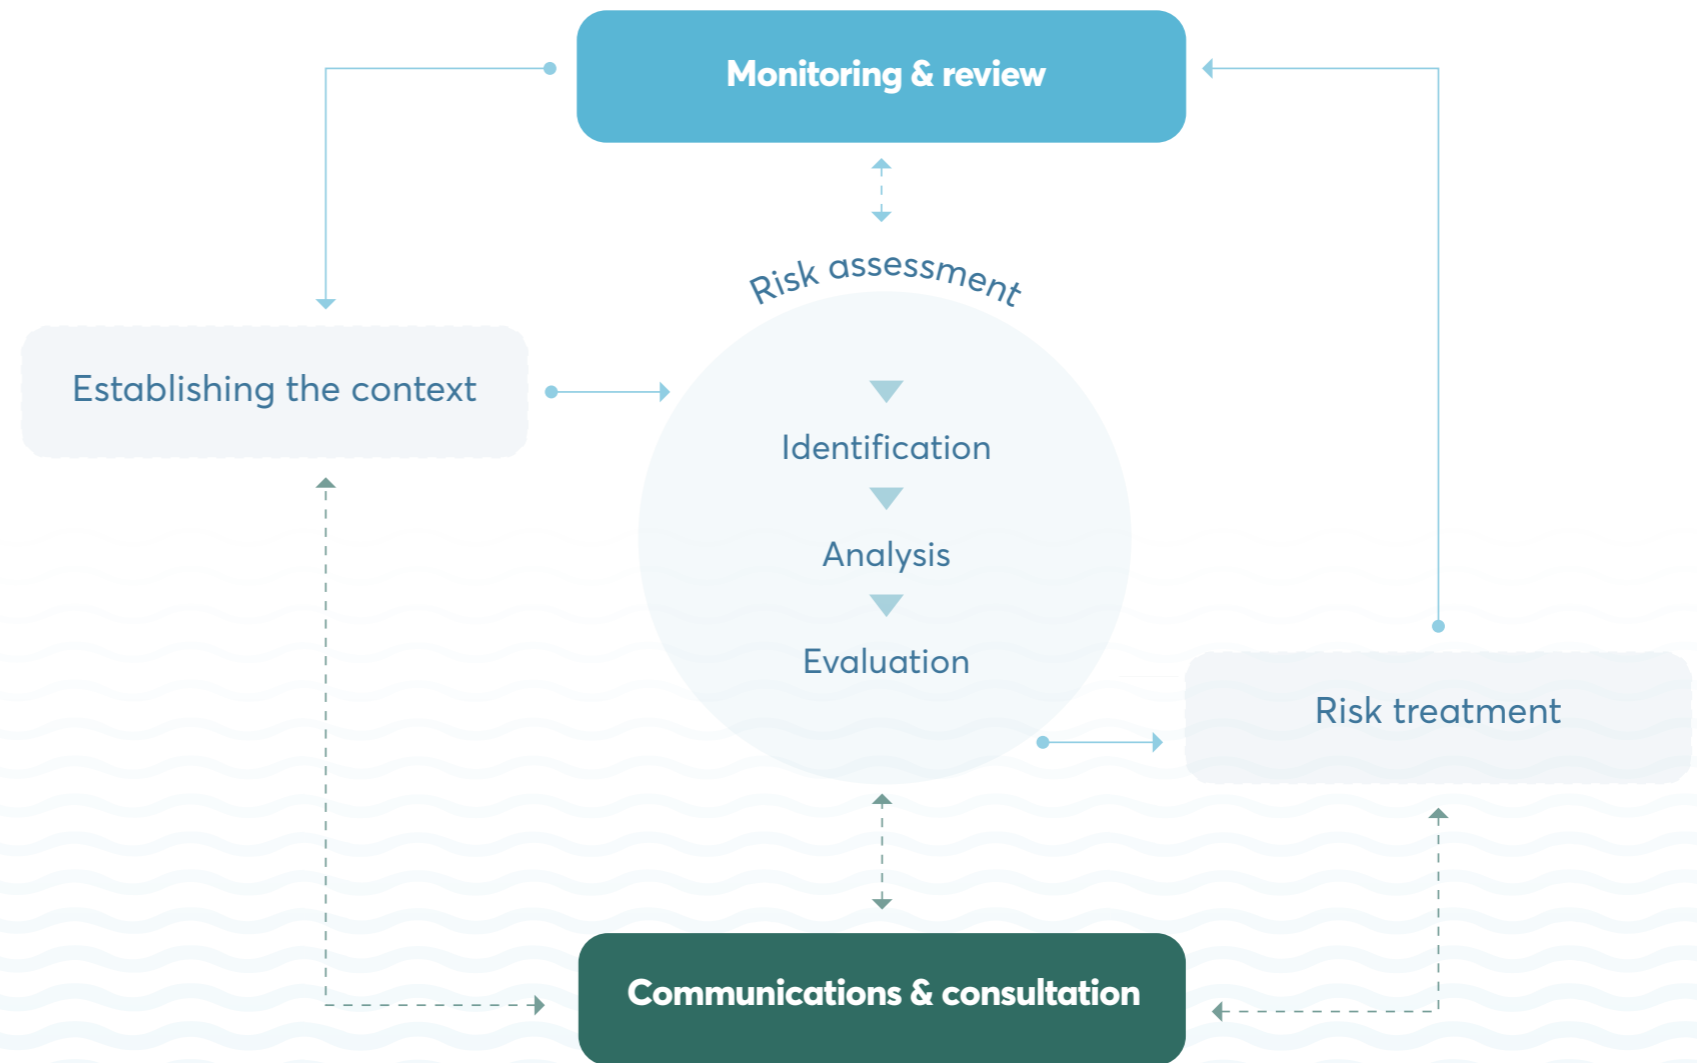 Monitoring & review
Risk assessment
Establishing the context
Identification
Analysis
Evaluation
Risk treatment
Communications & consultation